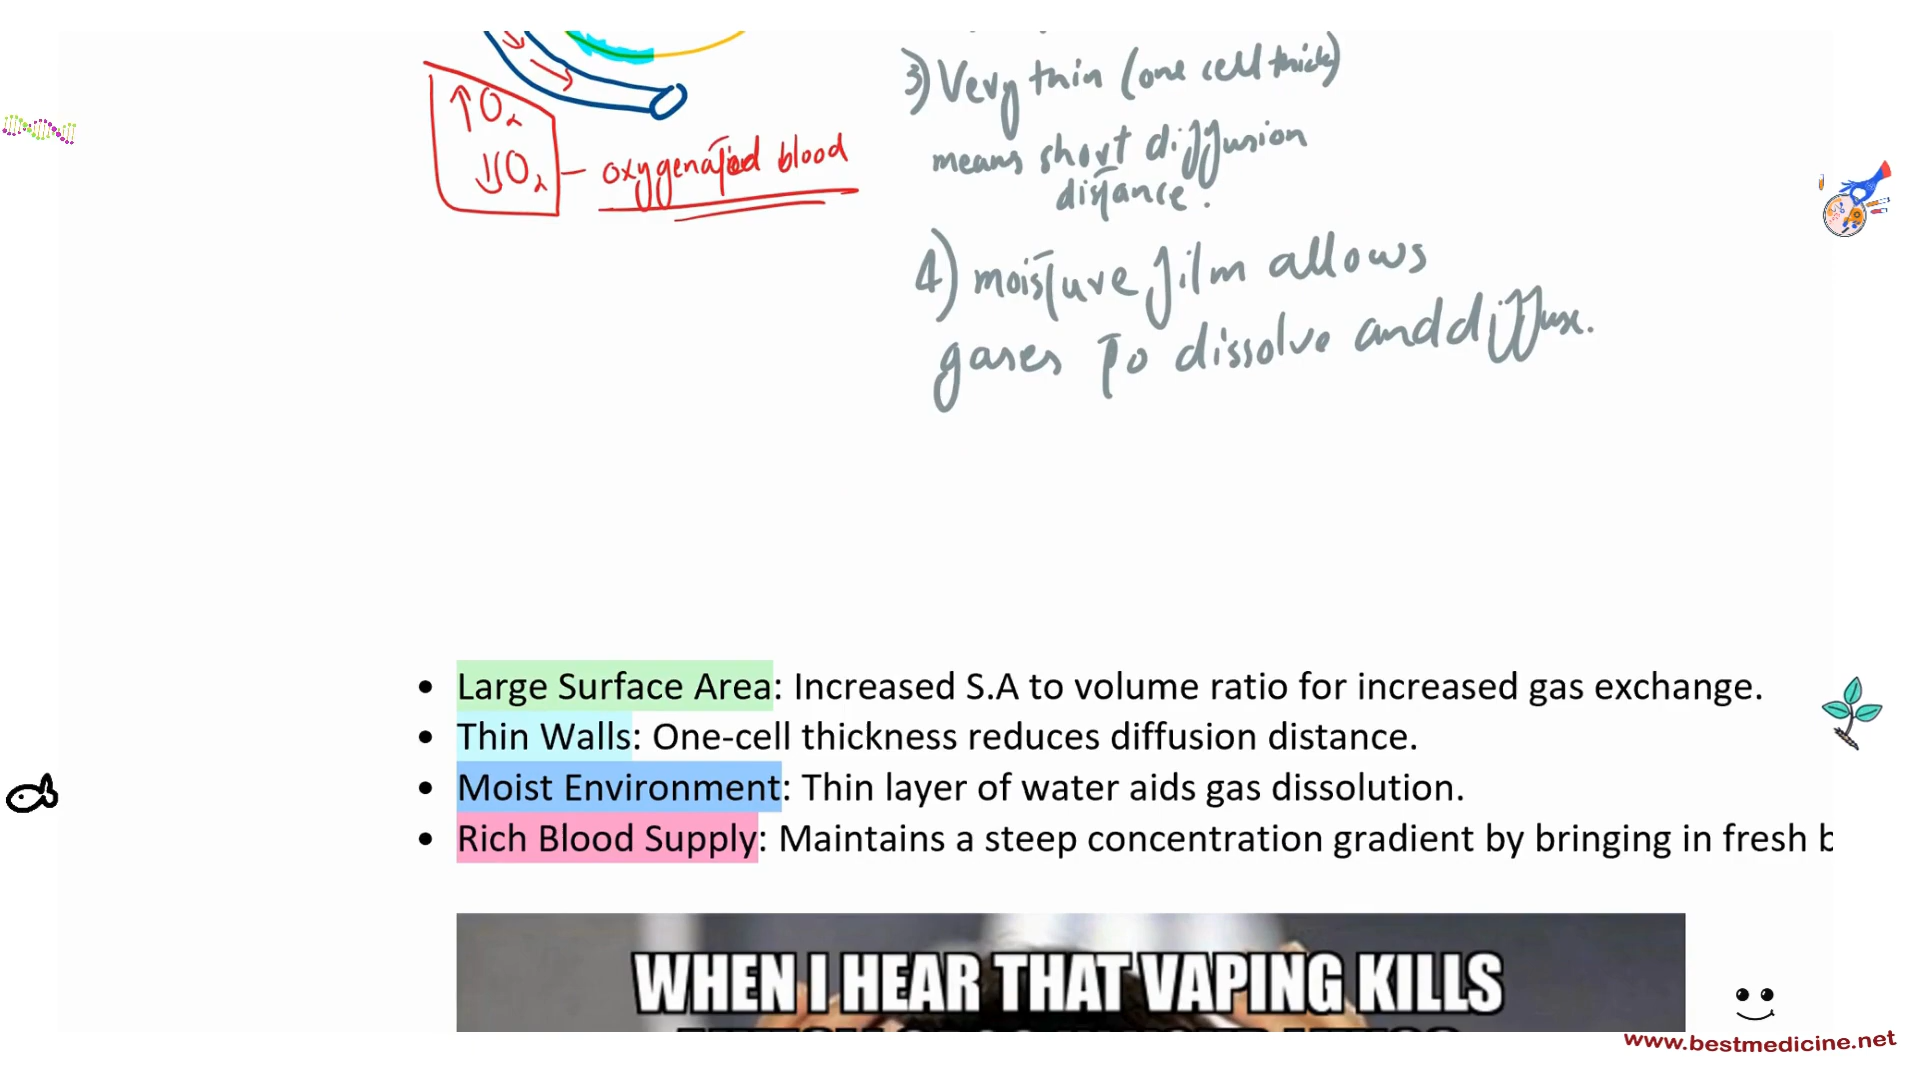 ↑O₂
↓CO₂ – oxygenated blood
3) Very thin (one cell thick)
means short diffusion
distance.
4) moisture film allows
gases to dissolve and diffuse.
• Large Surface Area: Increased S.A to volume ratio for increased gas exchange.
• Thin Walls: One-cell thickness reduces diffusion distance.
• Moist Environment: Thin layer of water aids gas dissolution.
• Rich Blood Supply: Maintains a steep concentration gradient by bringing in fresh b
WHEN I HEAR THAT VAPING KILLS
www.bestmedicine.net